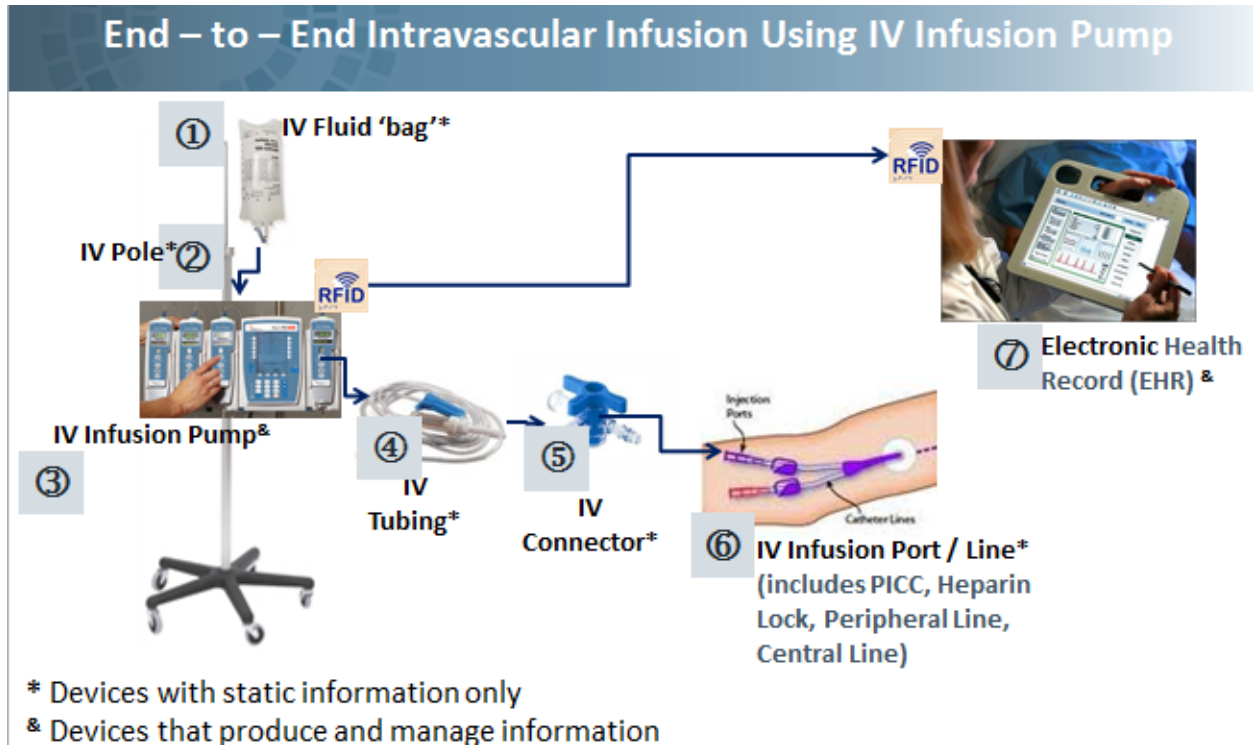 End – to – End Intravascular Infusion Using IV Infusion Pump
①
IV Fluid ‘bag’*
RFID
IV Pole*
②
RFID
⑦
Electronic Health
Record (EHR) &
IV Infusion Pump&
③
④
IV
Tubing*
⑤
IV
Connector*
Injection
Ports
Catheter Lines
⑥
IV Infusion Port / Line*
(includes PICC, Heparin
Lock, Peripheral Line,
Central Line)
* Devices with static information only
& Devices that produce and manage information